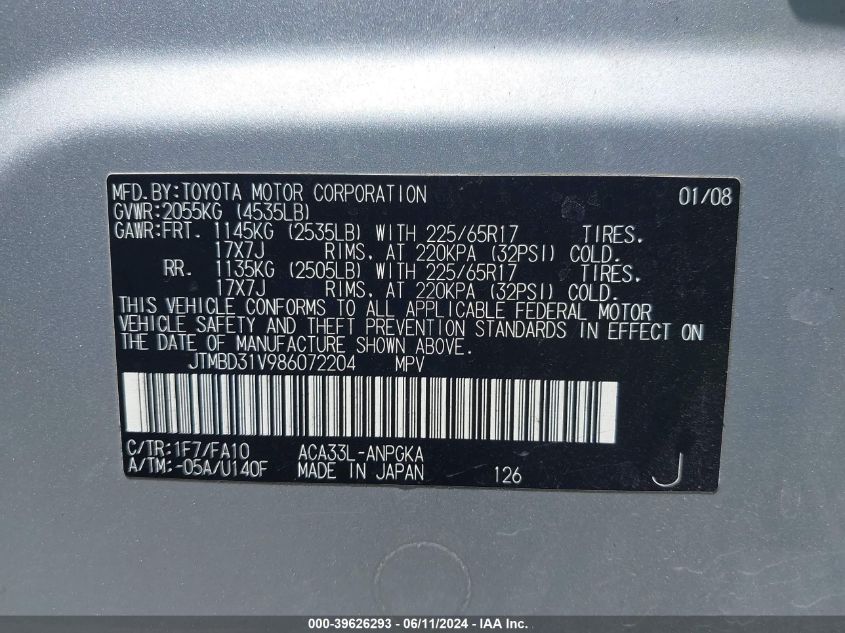 MFD.BY:TOYOTA MOTOR CORPORATION 01/08
GVWR:2055KG (4535LB)
GAWR:FRT. 1145KG (2535LB) WITH 225/65R17 TIRES.
17X7J RIMS. AT 220KPA (32PSI) COLD.
RR. 1135KG (2505LB) WITH 225/65R17 TIRES.
17X7J RIMS. AT 220KPA (32PSI) COLD.
THIS VEHICLE CONFORMS TO ALL APPLICABLE FEDERAL MOTOR
VEHICLE SAFETY AND THEFT PREVENTION STANDARDS IN EFFECT ON
THE DATE OF MANUFACTURE SHOWN ABOVE.
JTMBD31V986072204 MPV
C/TR:1F7/FA10 ACA33L-ANPGKA
A/TM:-05A/U140F MADE IN JAPAN 126 J
000-39626293 - 06/11/2024 - IAA Inc.